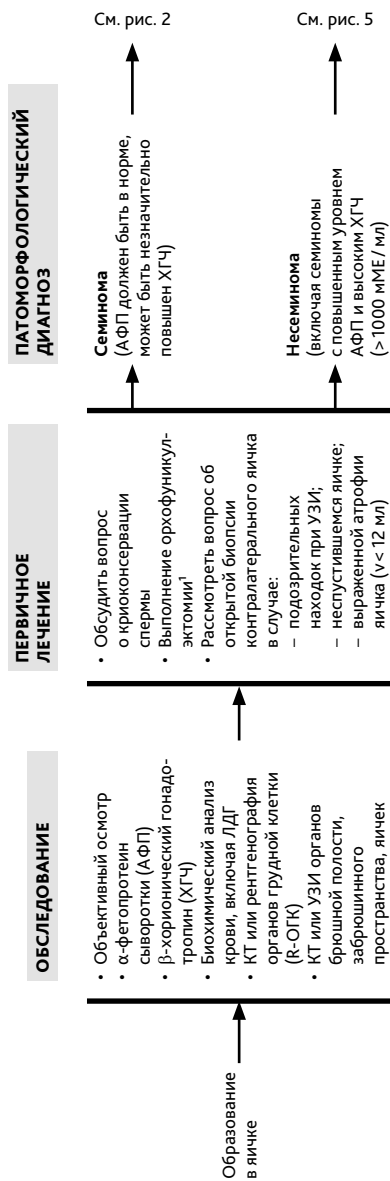 Образование
в яичке
ОБСЛЕДОВАНИЕ
• Объективный осмотр
• α-фетопротеин
сыворотки (АФП)
• β-хорионический гонадо-
тропин (ХГЧ)
• Биохимический анализ
крови, включая ЛДГ
• КТ или рентгенография
органов грудной клетки
(R-ОГК)
• КТ или УЗИ органов
брюшной полости,
забрюшинного
пространства, яичек
ПЕРВИЧНОЕ
ЛЕЧЕНИЕ
• Обсудить вопрос
о криоконсервации
спермы
• Выполнение орхофуникул-
эктомии¹
• Рассмотреть вопрос об
открытой биопсии
контралатерального яичка
в случае:
– подозрительных
находок при УЗИ;
– неспустившемся яичке;
– выраженной атрофии
яичка (v < 12 мл)
ПАТОМОРФОЛОГИЧЕСКИЙ
ДИАГНОЗ
Семинома
(АФП должен быть в норме,
может быть незначительно
повышен ХГЧ)
См. рис. 2
Несеминома
(включая семиномы
с повышенным уровнем
АФП и высоким ХГЧ
(> 1000 мМЕ / мл)
См. рис. 5